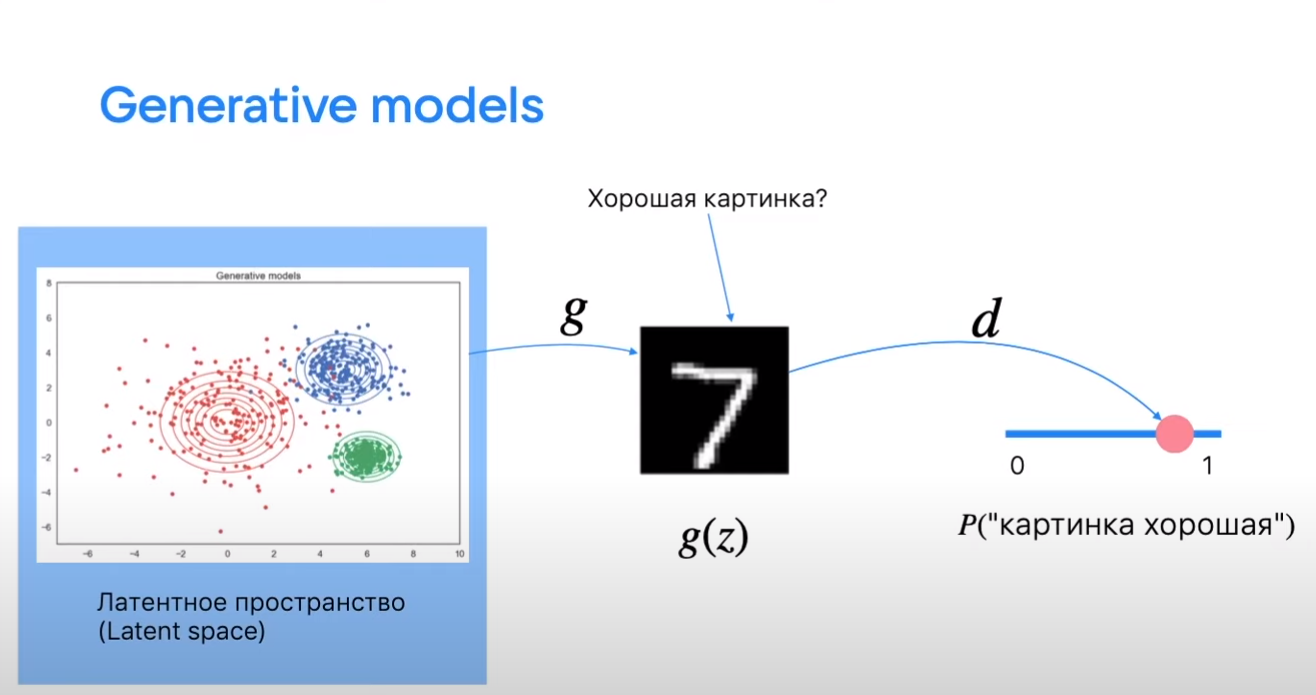 Generative models
Хорошая картинка?
Generative models
8
6
4
2
0
−2
−4
−6
−6 −4 −2 0 2 4 6 8 10
g
d
g(z)
0 1
P("картинка хорошая")
Латентное пространство
(Latent space)